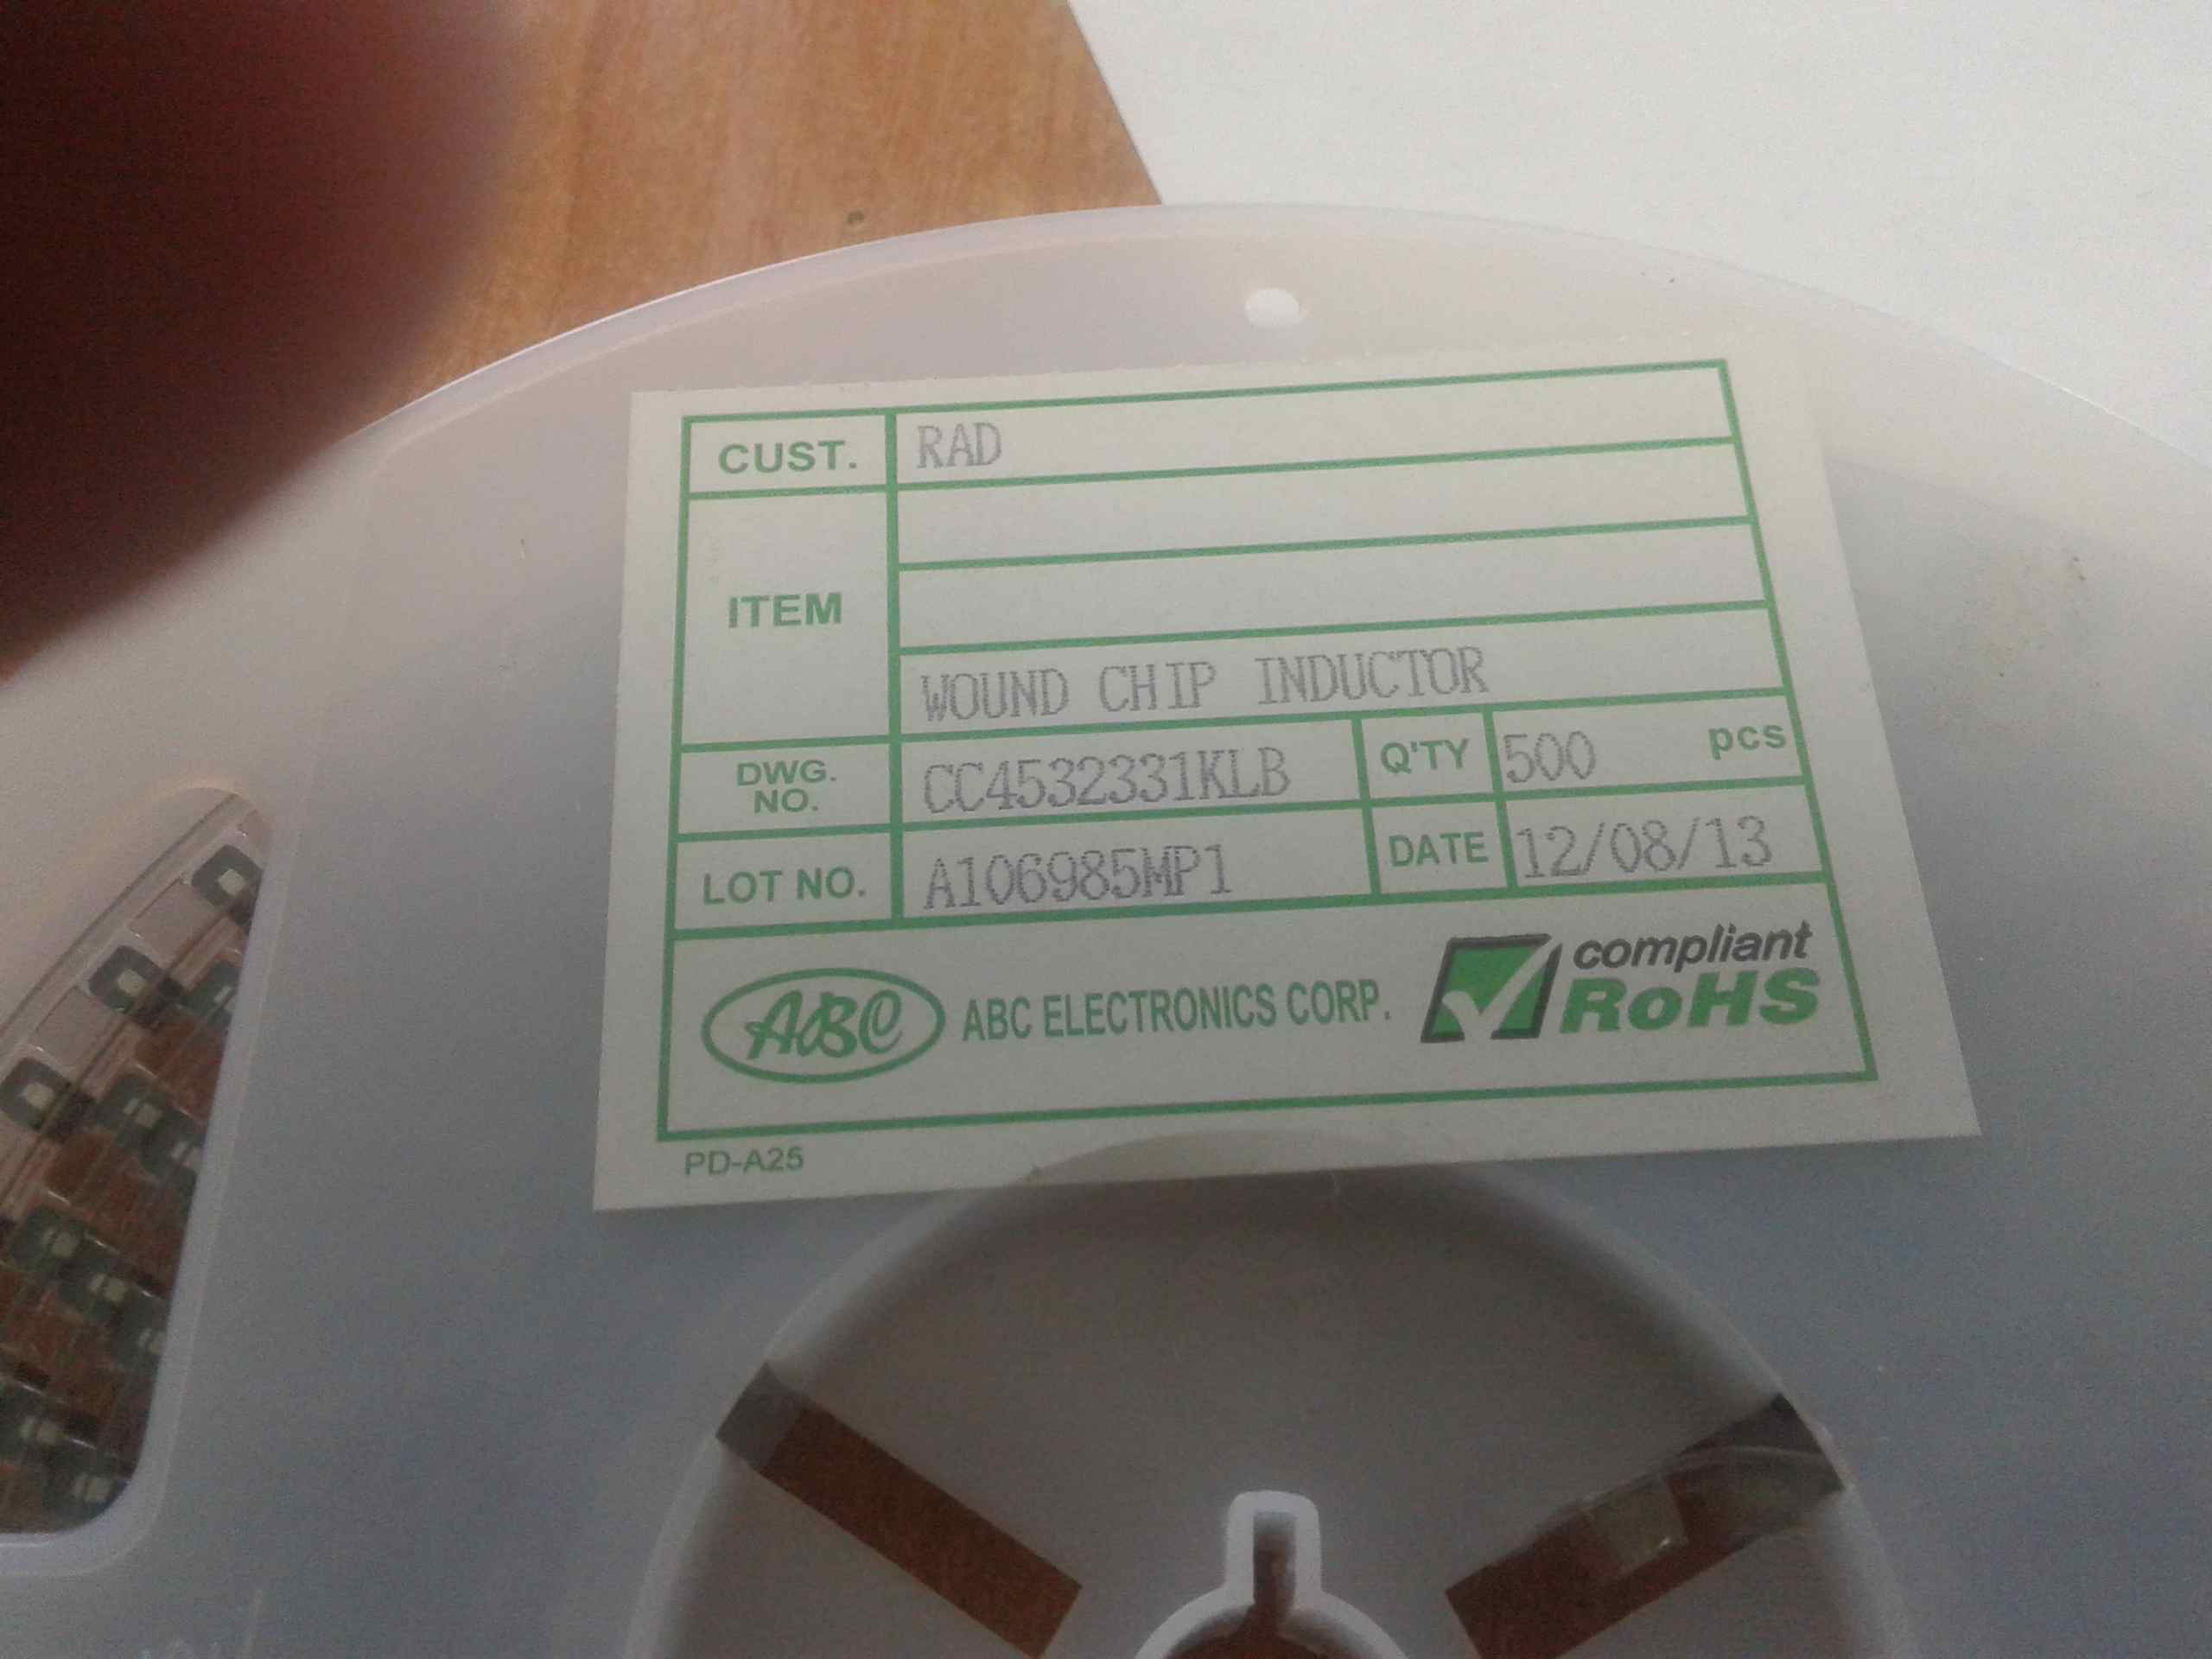 CUST. RAD
ITEM
WOUND CHIP INDUCTOR
DWG. NO. CC4532331KLB Q'TY 500 pcs
LOT NO. A106985MP1 DATE 12/08/13
ABC ABC ELECTRONICS CORP. compliant RoHS
PD-A25